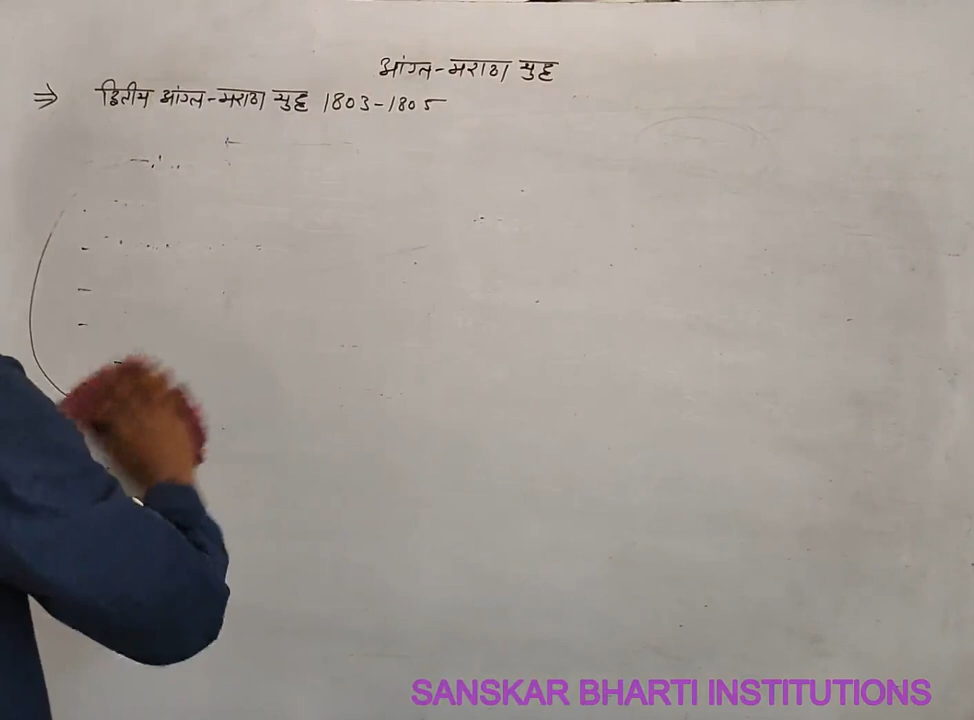 आंग्ल-मराठा युद्ध
⇒ द्वितीय आंग्ल-मराठा युद्ध 1803-1805
SANSKAR BHARTI INSTITUTIONS